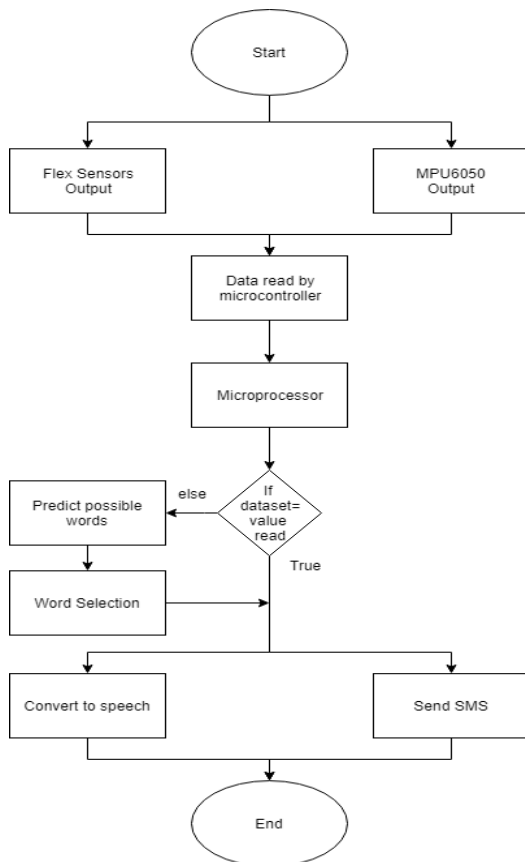 Start
Flex Sensors
Output
MPU6050
Output
Data read by
microcontroller
Microprocessor
If
dataset=
value
read
else
True
Predict possible
words
Word Selection
Convert to speech
Send SMS
End